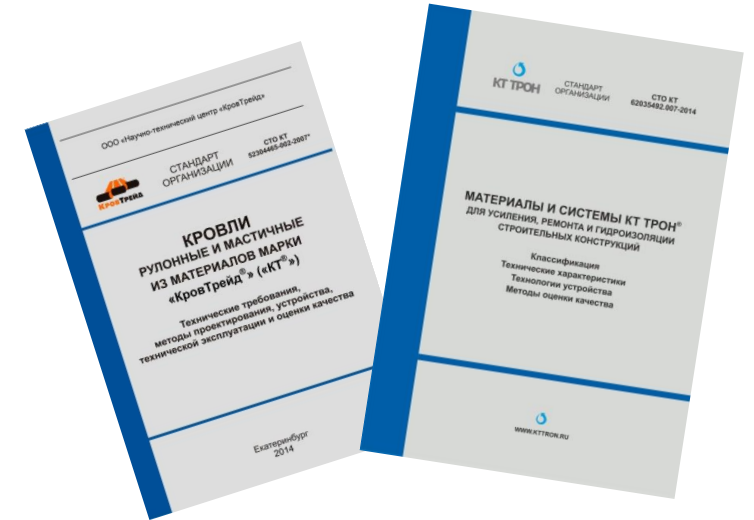 ООО «Научно-технический центр «КровТрейд»
КРОВТРЕЙД
СТАНДАРТ
ОРГАНИЗАЦИИ
СТО КТ
52304465-002-2007*
КРОВЛИ
РУЛОННЫЕ И МАСТИЧНЫЕ
ИЗ МАТЕРИАЛОВ МАРКИ
«КровТрейд®» («КТ®»)
Технические требования,
методы проектирования, устройства,
технической эксплуатации и оценки качества
Екатеринбург
2014
КТ ТРОН
СТАНДАРТ
ОРГАНИЗАЦИИ
СТО КТ
62035492.007-2014
МАТЕРИАЛЫ И СИСТЕМЫ КТ ТРОН®
ДЛЯ УСИЛЕНИЯ, РЕМОНТА И ГИДРОИЗОЛЯЦИИ
СТРОИТЕЛЬНЫХ КОНСТРУКЦИЙ
Классификация
Технические характеристики
Технологии устройства
Методы оценки качества
WWW.KTTRON.RU